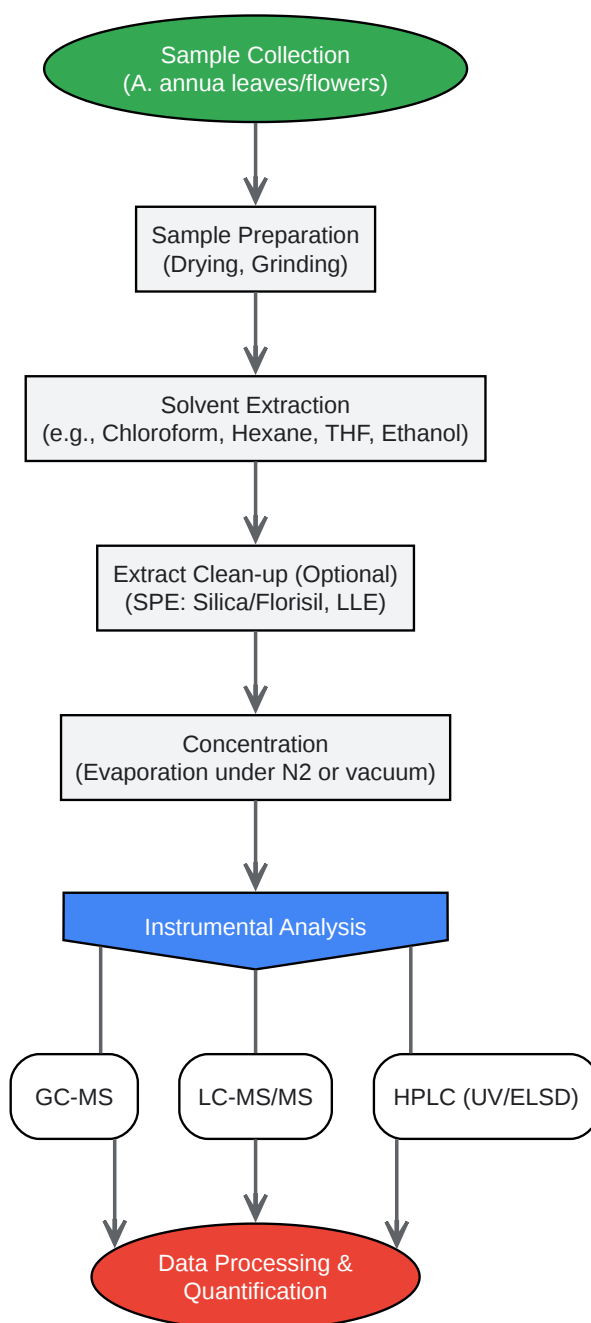 Sample Collection
(A. annua leaves/flowers)
Sample Preparation
(Drying, Grinding)
Solvent Extraction
(e.g., Chloroform, Hexane, THF, Ethanol)
Extract Clean-up (Optional)
(SPE: Silica/Florisil, LLE)
Concentration
(Evaporation under N2 or vacuum)
Instrumental Analysis
GC-MS
LC-MS/MS
HPLC (UV/ELSD)
Data Processing &
Quantification